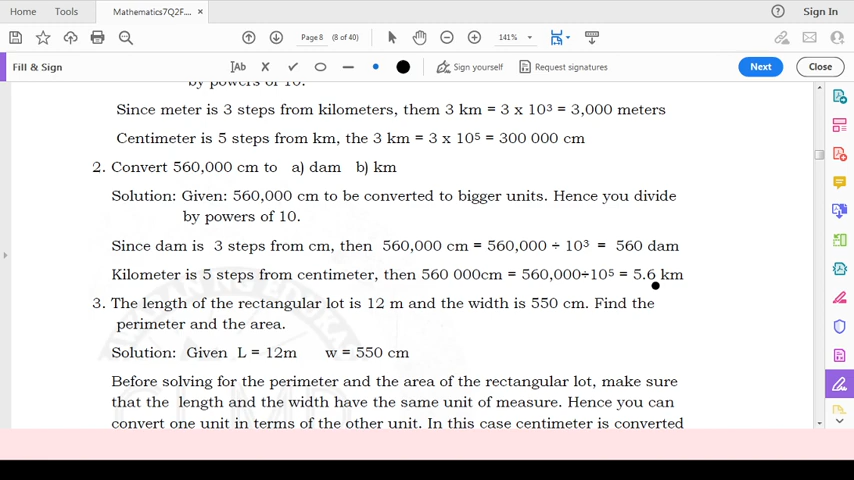 Home Tools Mathematics7Q2F.... × Sign In
Page 8 (8 of 40) 141%
Fill & Sign Ab Sign yourself Request signatures Next Close
by powers of 10.
Since meter is 3 steps from kilometers, them 3 km = 3 x 10³ = 3,000 meters
Centimeter is 5 steps from km, the 3 km = 3 x 10⁵ = 300 000 cm
2. Convert 560,000 cm to a) dam b) km
Solution: Given: 560,000 cm to be converted to bigger units. Hence you divide
by powers of 10.
Since dam is 3 steps from cm, then 560,000 cm = 560,000 ÷ 10³ = 560 dam
Kilometer is 5 steps from centimeter, then 560 000cm = 560,000÷10⁵ = 5.6 km
3. The length of the rectangular lot is 12 m and the width is 550 cm. Find the
perimeter and the area.
Solution: Given L = 12m w = 550 cm
Before solving for the perimeter and the area of the rectangular lot, make sure
that the length and the width have the same unit of measure. Hence you can
convert one unit in terms of the other unit. In this case centimeter is converted